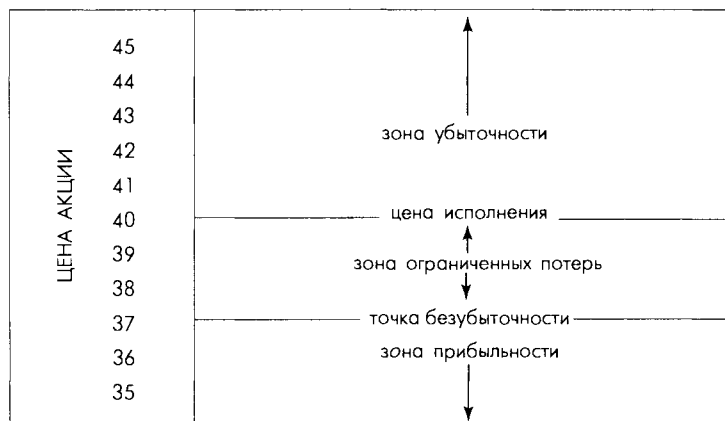 ЦЕНА АКЦИИ
45
44
43
зона убыточности
42
41
40 цена исполнения
39
зона ограниченных потерь
38
37 точка безубыточности
36 зона прибыльности
35